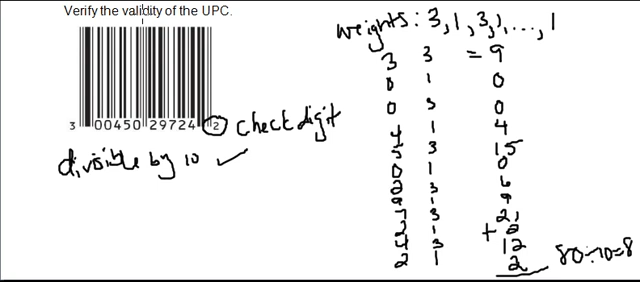 Verify the validity of the UPC.
weights: 3, 1, 3, 1, ..., 1
3 3 = 9
0 1 0
0 3 0
4 1 4
5 3 15
0 1 0
2 3 6
9 1 9
7 3 21
2 1 + 2
4 3 12
2 1 2
80÷10=8
3 00450 29724 2 check digit
divisible by 10 ✓